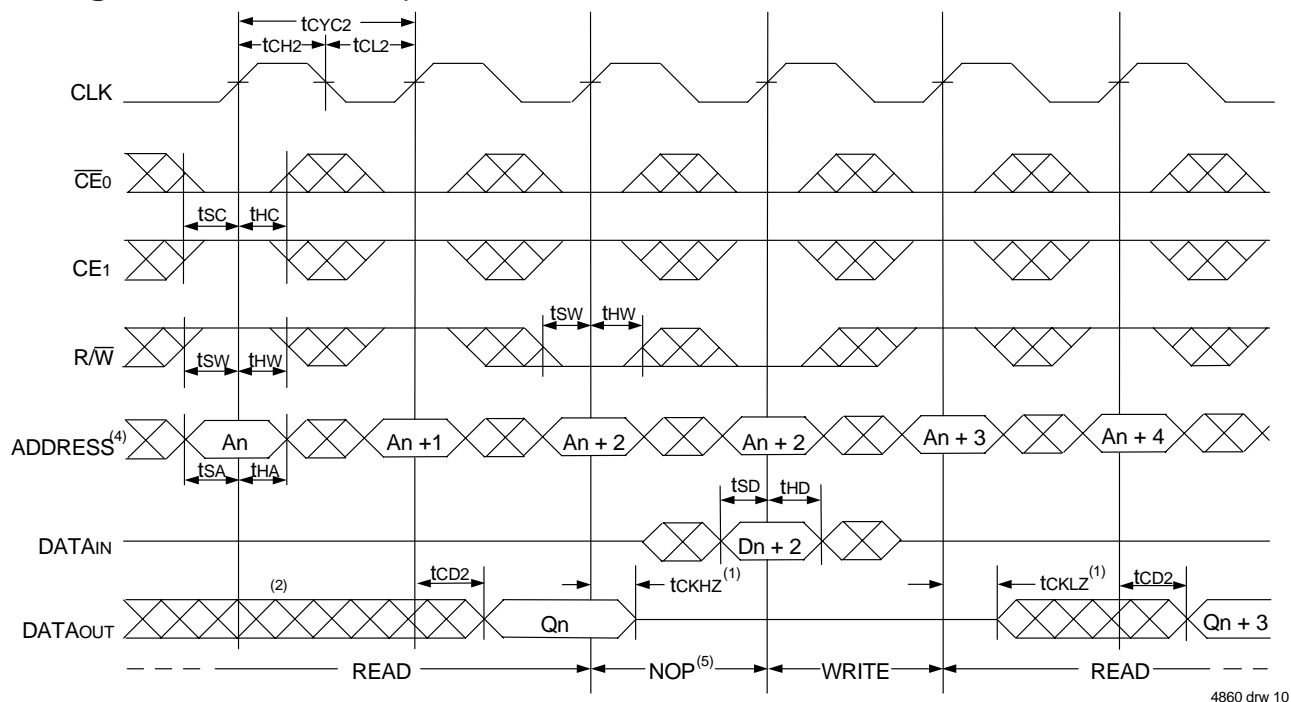 tCYC2
tCH2 tCL2
CLK
CE0
tSC tHC
CE1
tSW tHW
R/W
tSW tHW
ADDRESS(4) An An +1 An + 2 An + 2 An + 3 An + 4
tSA tHA
tSD tHD
DATAIN Dn + 2
(2) tCD2 tCKHZ(1) tCKLZ(1) tCD2
DATAOUT Qn Qn + 3
READ NOP(5) WRITE READ
4860 drw 10